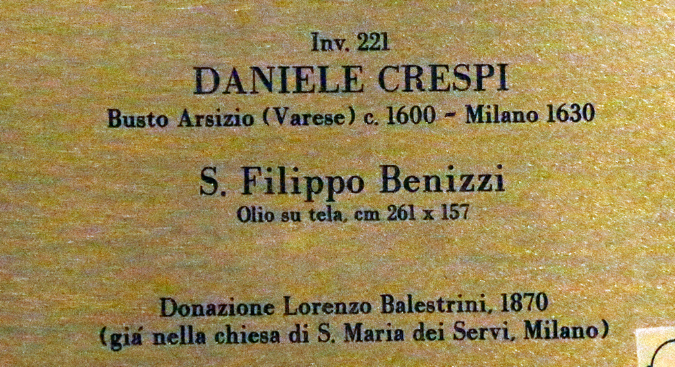 Inv. 221
DANIELE CRESPI
Busto Arsizio (Varese) c. 1600 - Milano 1630
S. Filippo Benizzi
Olio su tela, cm 261 x 157
Donazione Lorenzo Balestrini, 1870
(giá nella chiesa di S. Maria dei Servi, Milano)